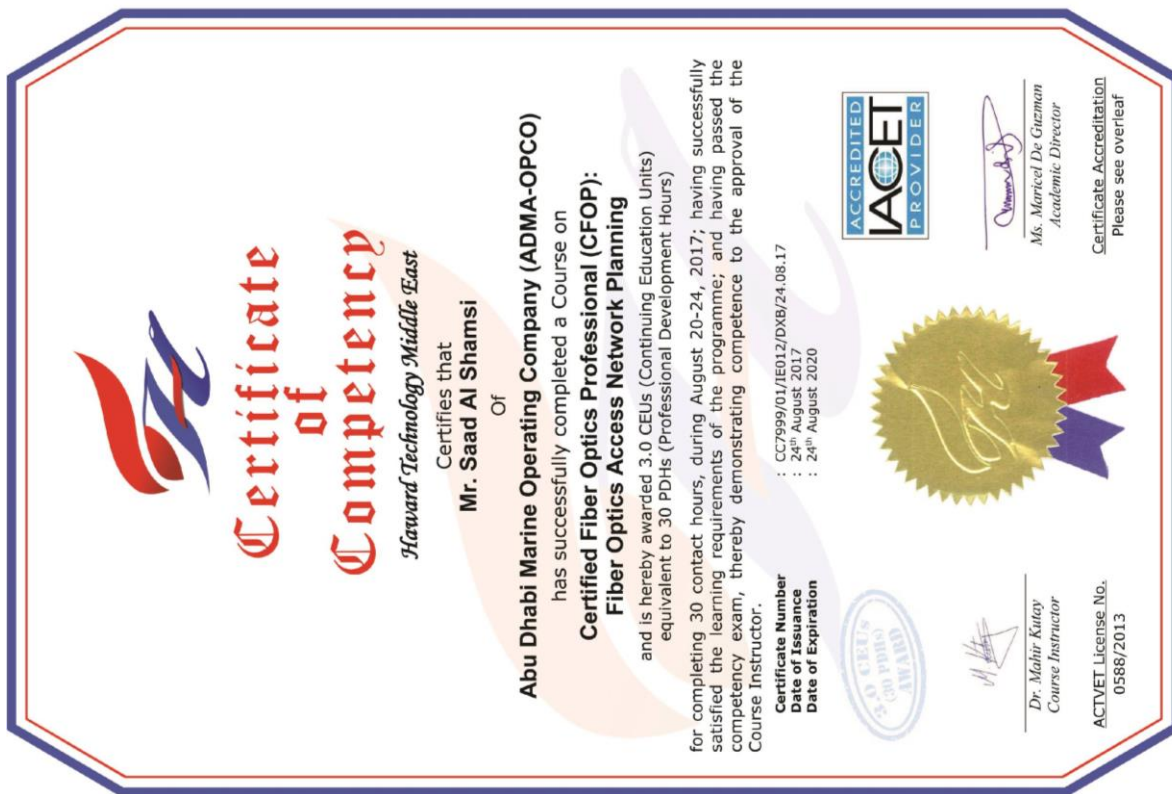 Certificate
of
Competency
Haward Technology Middle East
Certifies that
Mr. Saad Al Shamsi
Of
Abu Dhabi Marine Operating Company (ADMA-OPCO)
has successfully completed a Course on
Certified Fiber Optics Professional (CFOP):
Fiber Optics Access Network Planning
and is hereby awarded 3.0 CEUs (Continuing Education Units)
equivalent to 30 PDHs (Professional Development Hours)
for completing 30 contact hours, during August 20-24, 2017; having successfully
satisfied the learning requirements of the programme; and having passed the
competency exam, thereby demonstrating competence to the approval of the
Course Instructor.
Certificate Number : CC7999/01/IE012/DXB/24.08.17
Date of Issuance : 24th August 2017
Date of Expiration : 24th August 2020
3.0 CEUs
(30 PDHs)
AWARD
ACCREDITED
IACET
PROVIDER
Dr. Mahir Kutay
Course Instructor
Ms. Maricel De Guzman
Academic Director
ACTVET License No.
0588/2013
Certificate Accreditation
Please see overleaf